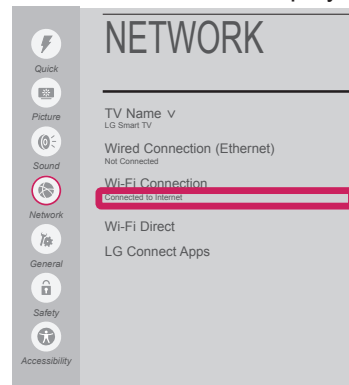 NETWORK
Quick
Picture
Sound
Network
General
Safety
Accessibility
TV Name ∨
LG Smart TV
Wired Connection (Ethernet)
Not Connected
Wi-Fi Connection
Connected to Internet
Wi-Fi Direct
LG Connect Apps